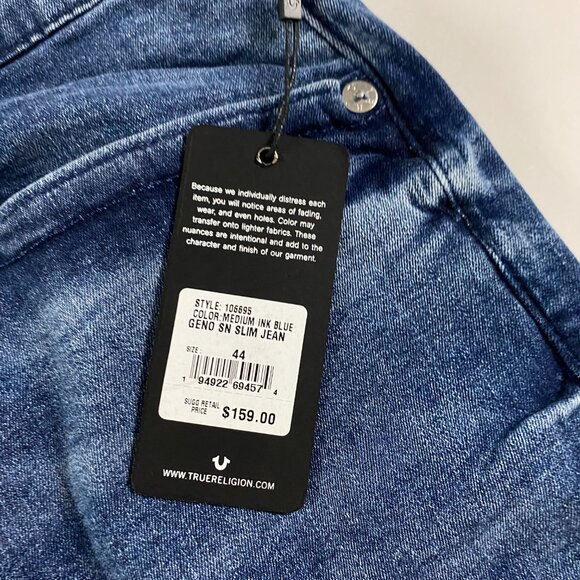 Because we individually distress each
item, you will notice areas of fading,
wear, and even holes. Color may
transfer onto lighter fabrics. These
nuances are intentional and add to the
character and finish of our garment.
STYLE: 106695
COLOR:MEDIUM INK BLUE
GENO SN SLIM JEAN
SIZE: 44
1 94922 69457 4
SUGG RETAIL
PRICE $159.00
WWW.TRUERELIGION.COM